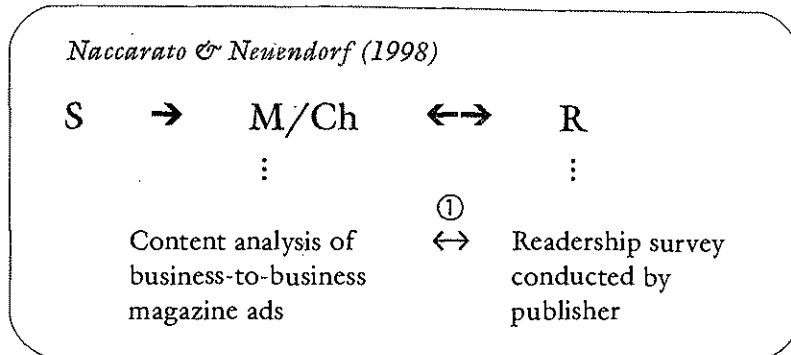 Naccarato & Neuendorf (1998)
S → M/Ch ←→ R
⋮ ⋮
①
Content analysis of ↔ Readership survey
business-to-business conducted by
magazine ads publisher